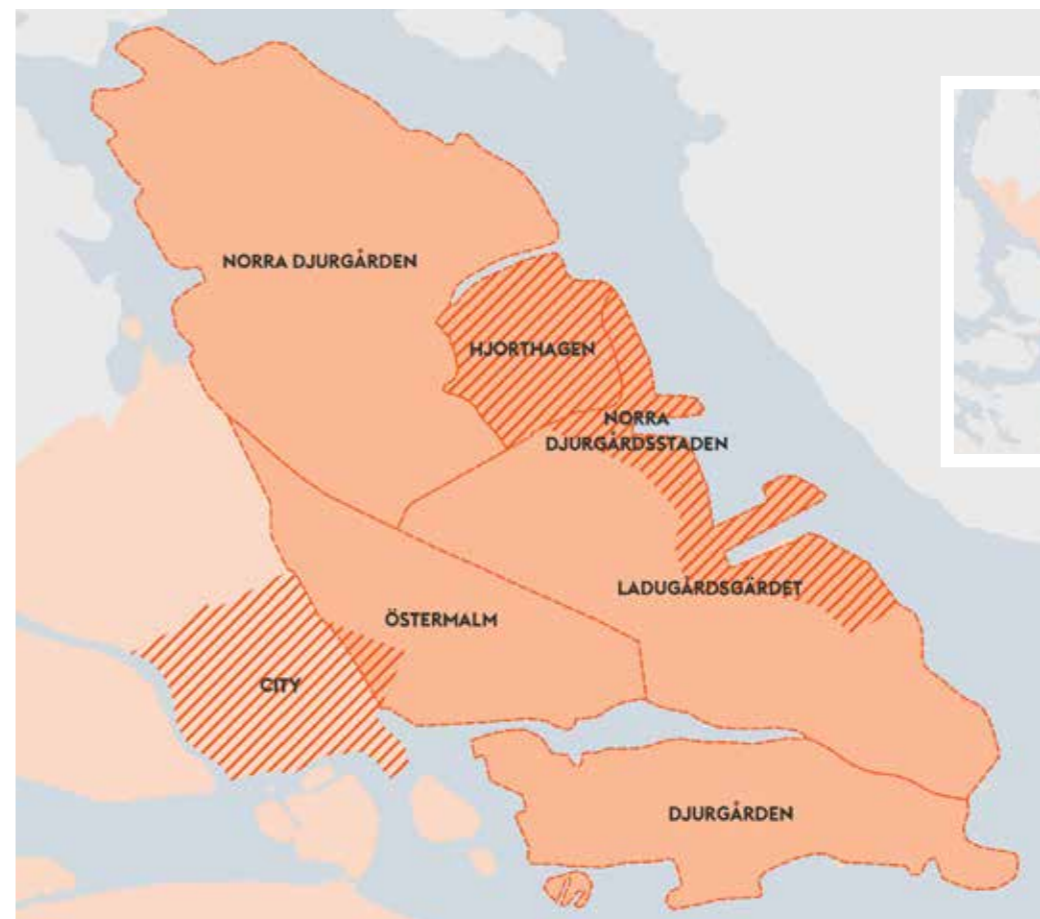 NORRA DJURGÅRDEN
HJORTHAGEN
NORRA
DJURGÅRDSSTADEN
LADUGÅRDSGÄRDET
ÖSTERMALM
CITY
DJURGÅRDEN